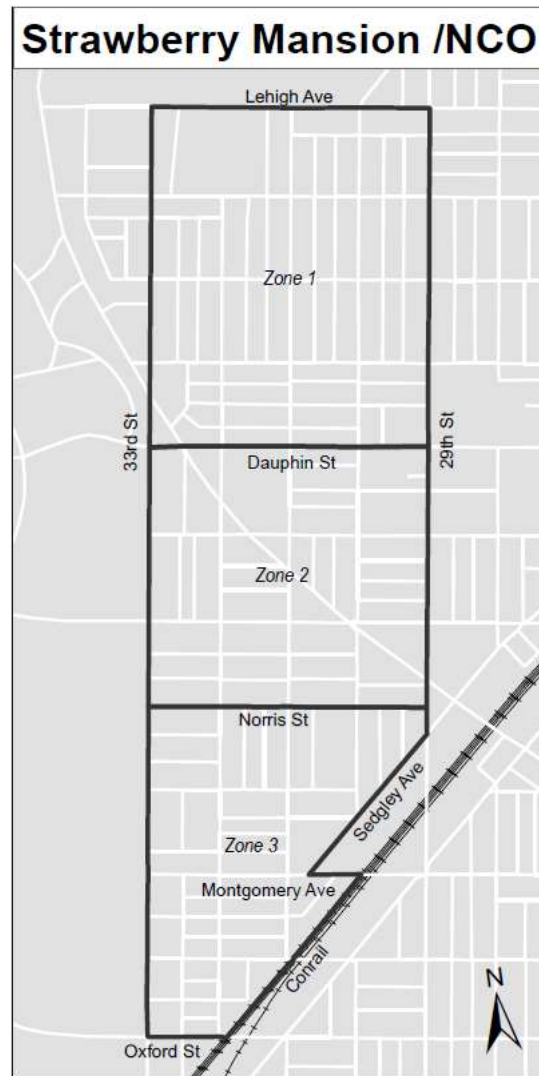 Strawberry Mansion /NCO
Lehigh Ave
Zone 1
33rd St
29th St
Dauphin St
Zone 2
Norris St
Sedgley Ave
Zone 3
Montgomery Ave
Conrail
N
Oxford St